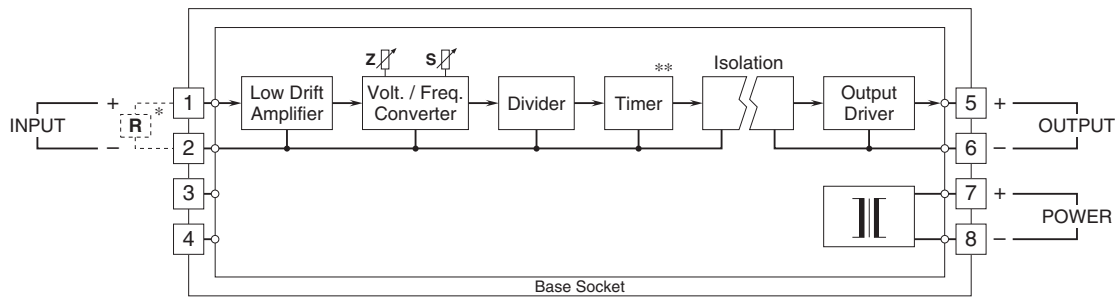 Isolation
Z
S
**
1
+
*
Low Drift
Amplifier
Volt. / Freq.
Converter
Divider
Timer
Output
Driver
5
+
INPUT
R
OUTPUT
–
2
6
–
3
7
+
POWER
4
8
–
Base Socket